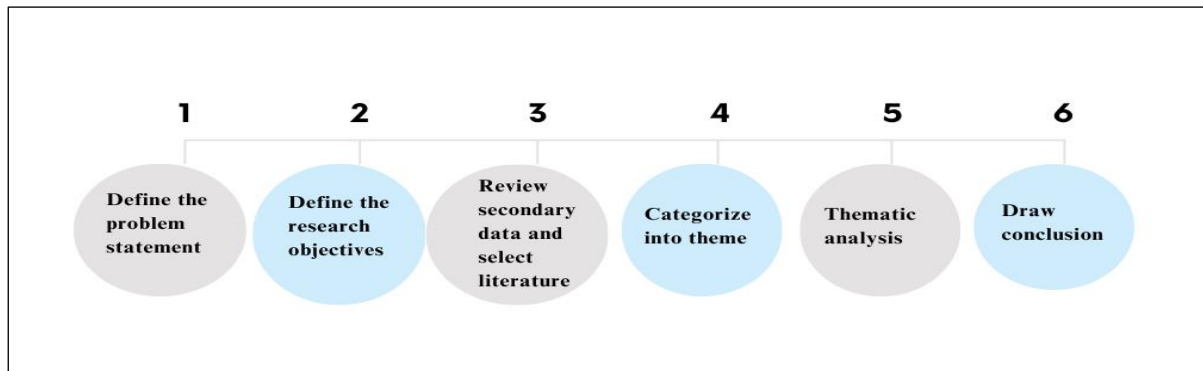 1
2
3
4
5
6
Define the
problem
statement
Define the
research
objectives
Review
secondary
data and
select
literature
Categorize
into theme
Thematic
analysis
Draw
conclusion